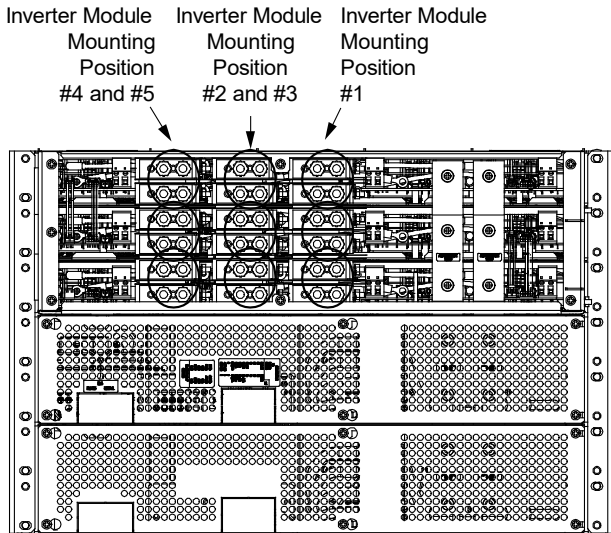 Inverter Module
Mounting
Position
#4 and #5
Inverter Module
Mounting
Position
#2 and #3
Inverter Module
Mounting
Position
#1